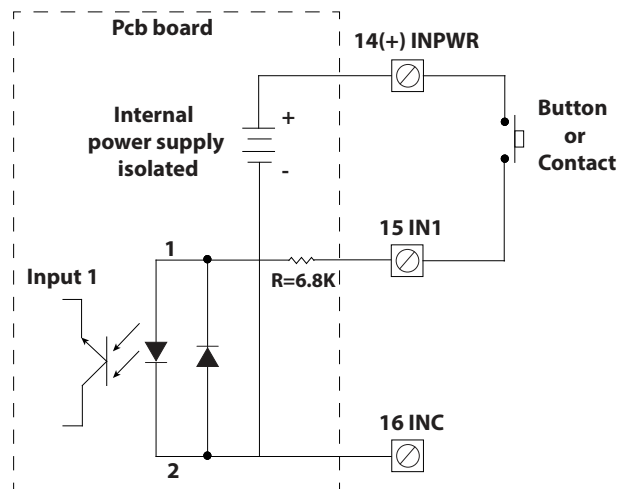 Pcb board
14(+) INPWR
Internal
power supply
isolated
+
-
Button
or
Contact
15 IN1
1
R=6.8K
Input 1
16 INC
2